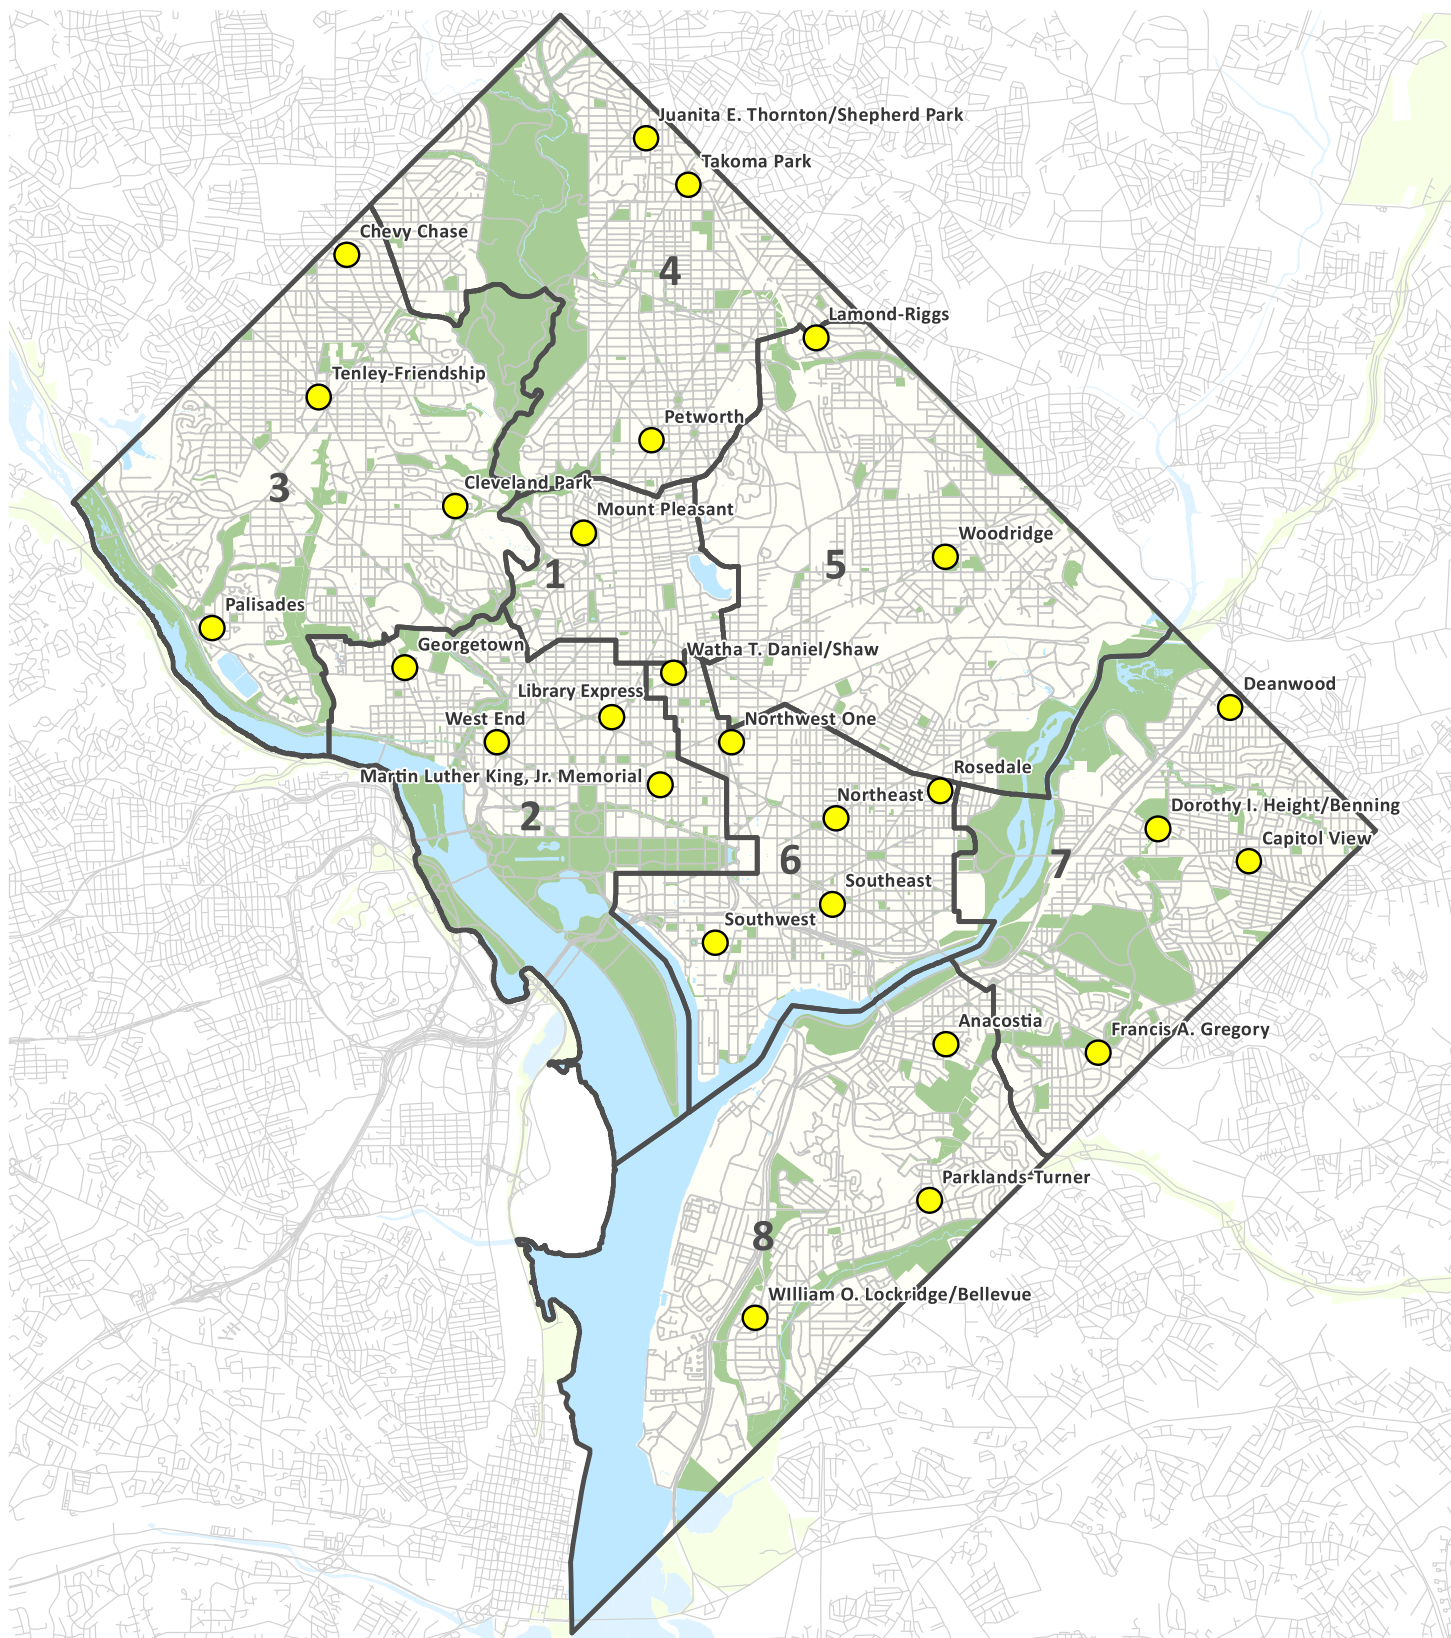 Juanita E. Thornton/Shepherd Park
Takoma Park
Chevy Chase
4
Lamond-Riggs
Tenley-Friendship
Petworth
3
Cleveland Park
Mount Pleasant
Woodridge
5
1
Palisades
Georgetown
Watha T. Daniel/Shaw
Deanwood
Library Express
West End
Northwest One
Rosedale
Martin Luther King, Jr. Memorial
Northeast
Dorothy I. Height/Benning
2
Capitol View
6
7
Southeast
Southwest
Anacostia
Francis A. Gregory
Parklands-Turner
8
WIlliam O. Lockridge/Bellevue